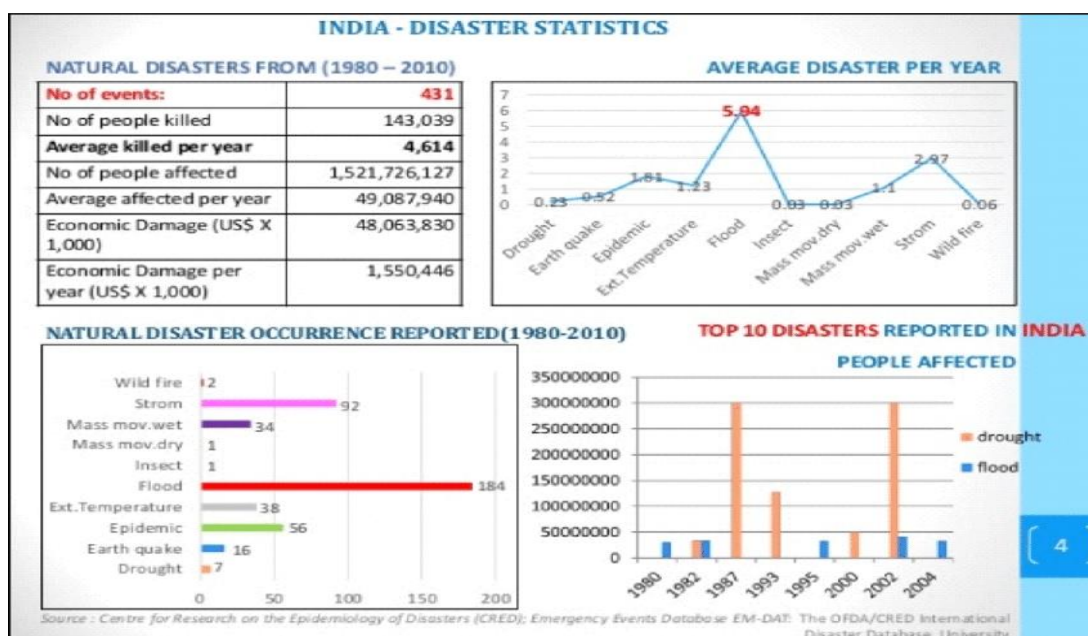 INDIA - DISASTER STATISTICS
NATURAL DISASTERS FROM (1980 – 2010)
No of events: 431
No of people killed 143,039
Average killed per year 4,614
No of people affected 1,521,726,127
Average affected per year 49,087,940
Economic Damage (US$ X
1,000) 48,063,830
Economic Damage per
year (US$ X 1,000) 1,550,446
AVERAGE DISASTER PER YEAR
7
6
5
4
3
2
1
0
0.23
0.52
1.81
1.23
5.94
0.03
0.03
1.1
2.97
0.06
Drought
Earth quake
Epidemic
Ext.Temperature
Flood
Insect
Mass mov.dry
Mass mov.wet
Strom
Wild fire
NATURAL DISASTER OCCURRENCE REPORTED(1980-2010)
Wild fire 2
Strom 92
Mass mov.wet 34
Mass mov.dry 1
Insect 1
Flood 184
Ext.Temperature 38
Epidemic 56
Earth quake 16
Drought 7
0 50 100 150 200
TOP 10 DISASTERS REPORTED IN INDIA
PEOPLE AFFECTED
350000000
300000000
250000000
200000000
150000000
100000000
50000000
0
1980
1982
1987
1993
1995
2000
2002
2004
drought
flood
4
Source : Centre for Research on the Epidemiology of Disasters (CRED); Emergency Events Database EM-DAT: The OFDA/CRED International
Disaster Database, University